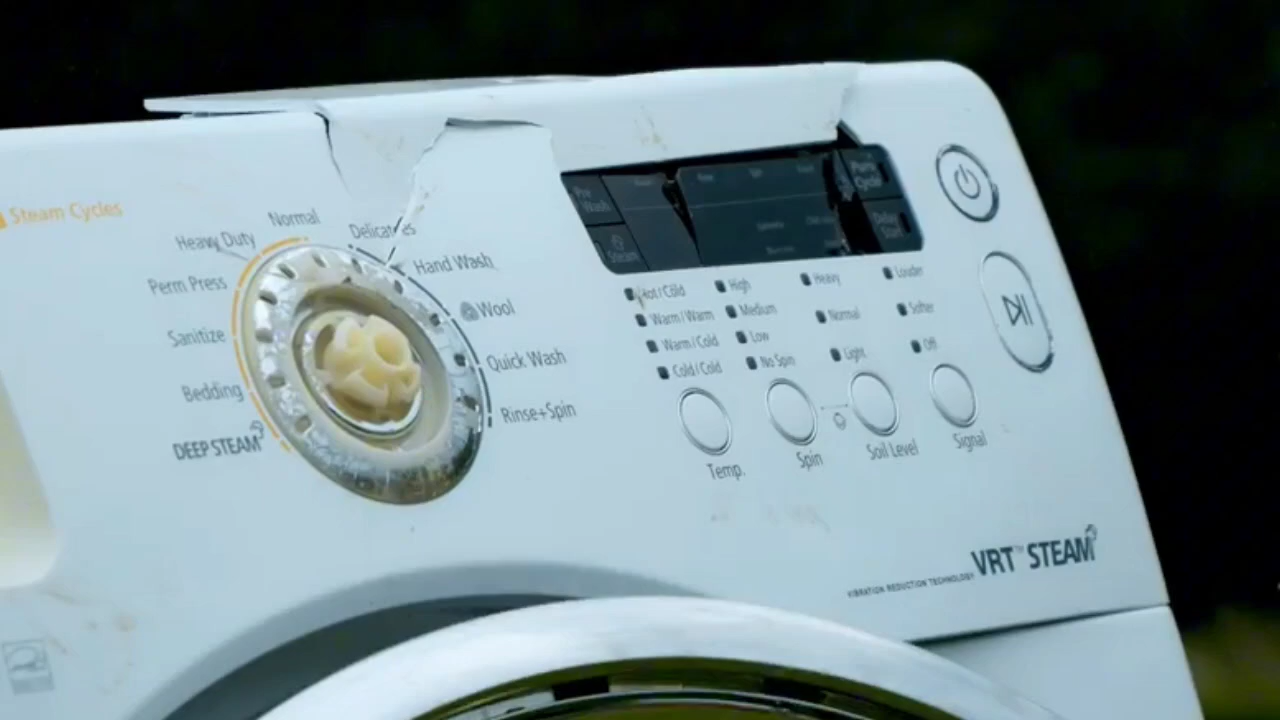 Steam Cycles
Normal
Heavy Duty
Perm Press
Sanitize
Bedding
DEEP STEAM
Delicates
Hand Wash
Wool
Quick Wash
Rinse+Spin
Pre
Wash
Steam
Pure
Cycle
Delay
Start
Hot/Cold
Warm/Warm
Warm/Cold
Cold/Cold
Temp.
High
Medium
Low
No Spin
Spin
Heavy
Normal
Light
Soil Level
Louder
Softer
Off
Signal
VIBRATION REDUCTION TECHNOLOGY
VRT™ STEAM